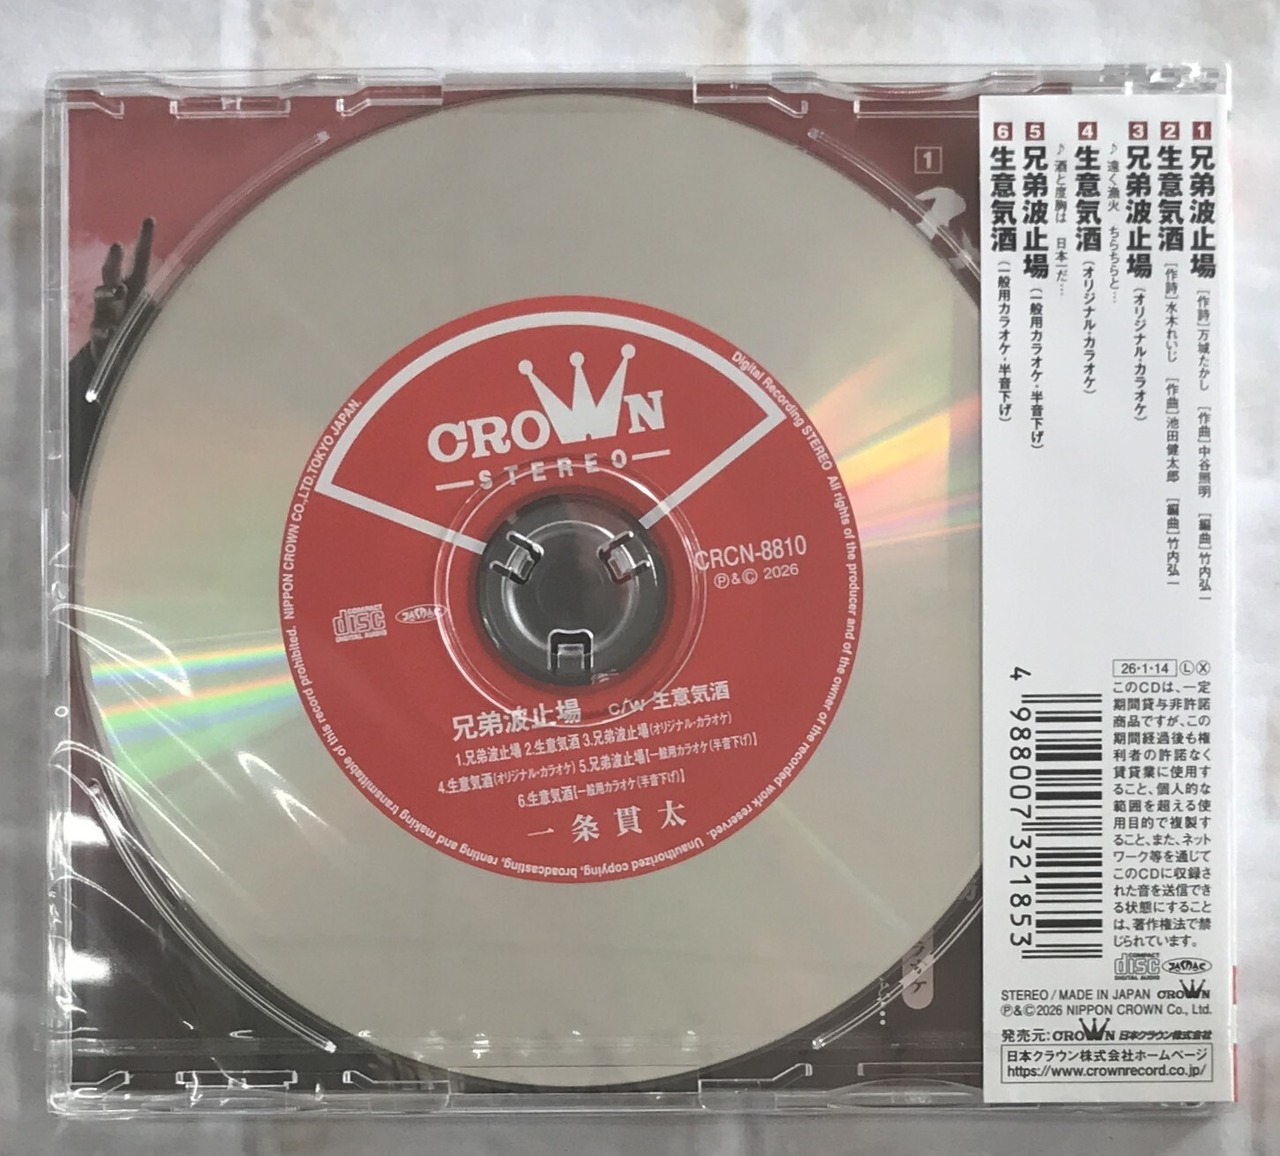 CROWN
STEREO
NIPPON CROWN CO.,LTD.TOKYO JAPAN.
Digital Recording STEREO All rights of the producer and of the owner of the recorded work reserved. Unauthorized copying, broadcasting, renting and making transmittable of this record prohibited.
CRCN-8810
Ⓟ&Ⓒ 2026
COMPACT
disc
DIGITAL AUDIO
JASRAC
兄弟波止場 c/w 生意気酒
1.兄弟波止場 2.生意気酒 3.兄弟波止場(オリジナル・カラオケ)
4.生意気酒(オリジナル・カラオケ) 5.兄弟波止場[一般用カラオケ(半音下げ)]
6.生意気酒[一般用カラオケ(半音下げ)]
一条貫太
1
1 兄弟波止場 [作詩]万城たかし [作曲]中谷照明 [編曲]竹内弘一
2 生意気酒 [作詩]水木れいじ [作曲]池田健太郎 [編曲]竹内弘一
3 兄弟波止場 (オリジナル・カラオケ)
♪遠く漁火 ちらちらと…
4 生意気酒 (オリジナル・カラオケ)
♪酒と度胸は 日本一だ…
5 兄弟波止場 (一般用カラオケ・半音下げ)
6 生意気酒 (一般用カラオケ・半音下げ)
26・1・14 Ⓛ Ⓧ
このCDは、一定
期間貸与非許諾
商品ですが、この
期間経過後も権
利者の許諾なく
賃貸業に使用す
ること、個人的な
範囲を超える使
用目的で複製す
ること、また、ネット
ワーク等を通じて
このCDに収録さ
れた音を送信でき
る状態にすること
は、著作権法で禁
じられています。
4 988007 321853
COMPACT
disc
DIGITAL AUDIO
JASRAC
STEREO / MADE IN JAPAN CROWN
Ⓟ&Ⓒ2026 NIPPON CROWN Co., Ltd.
発売元: CROWN 日本クラウン株式会社
日本クラウン株式会社ホームページ
https://www.crownrecord.co.jp/